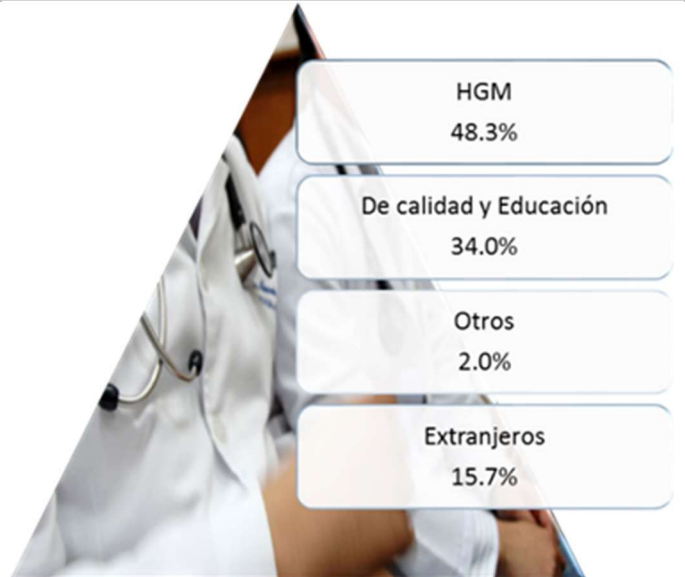 HGM
48.3%
De calidad y Educación
34.0%
Otros
2.0%
Extranjeros
15.7%